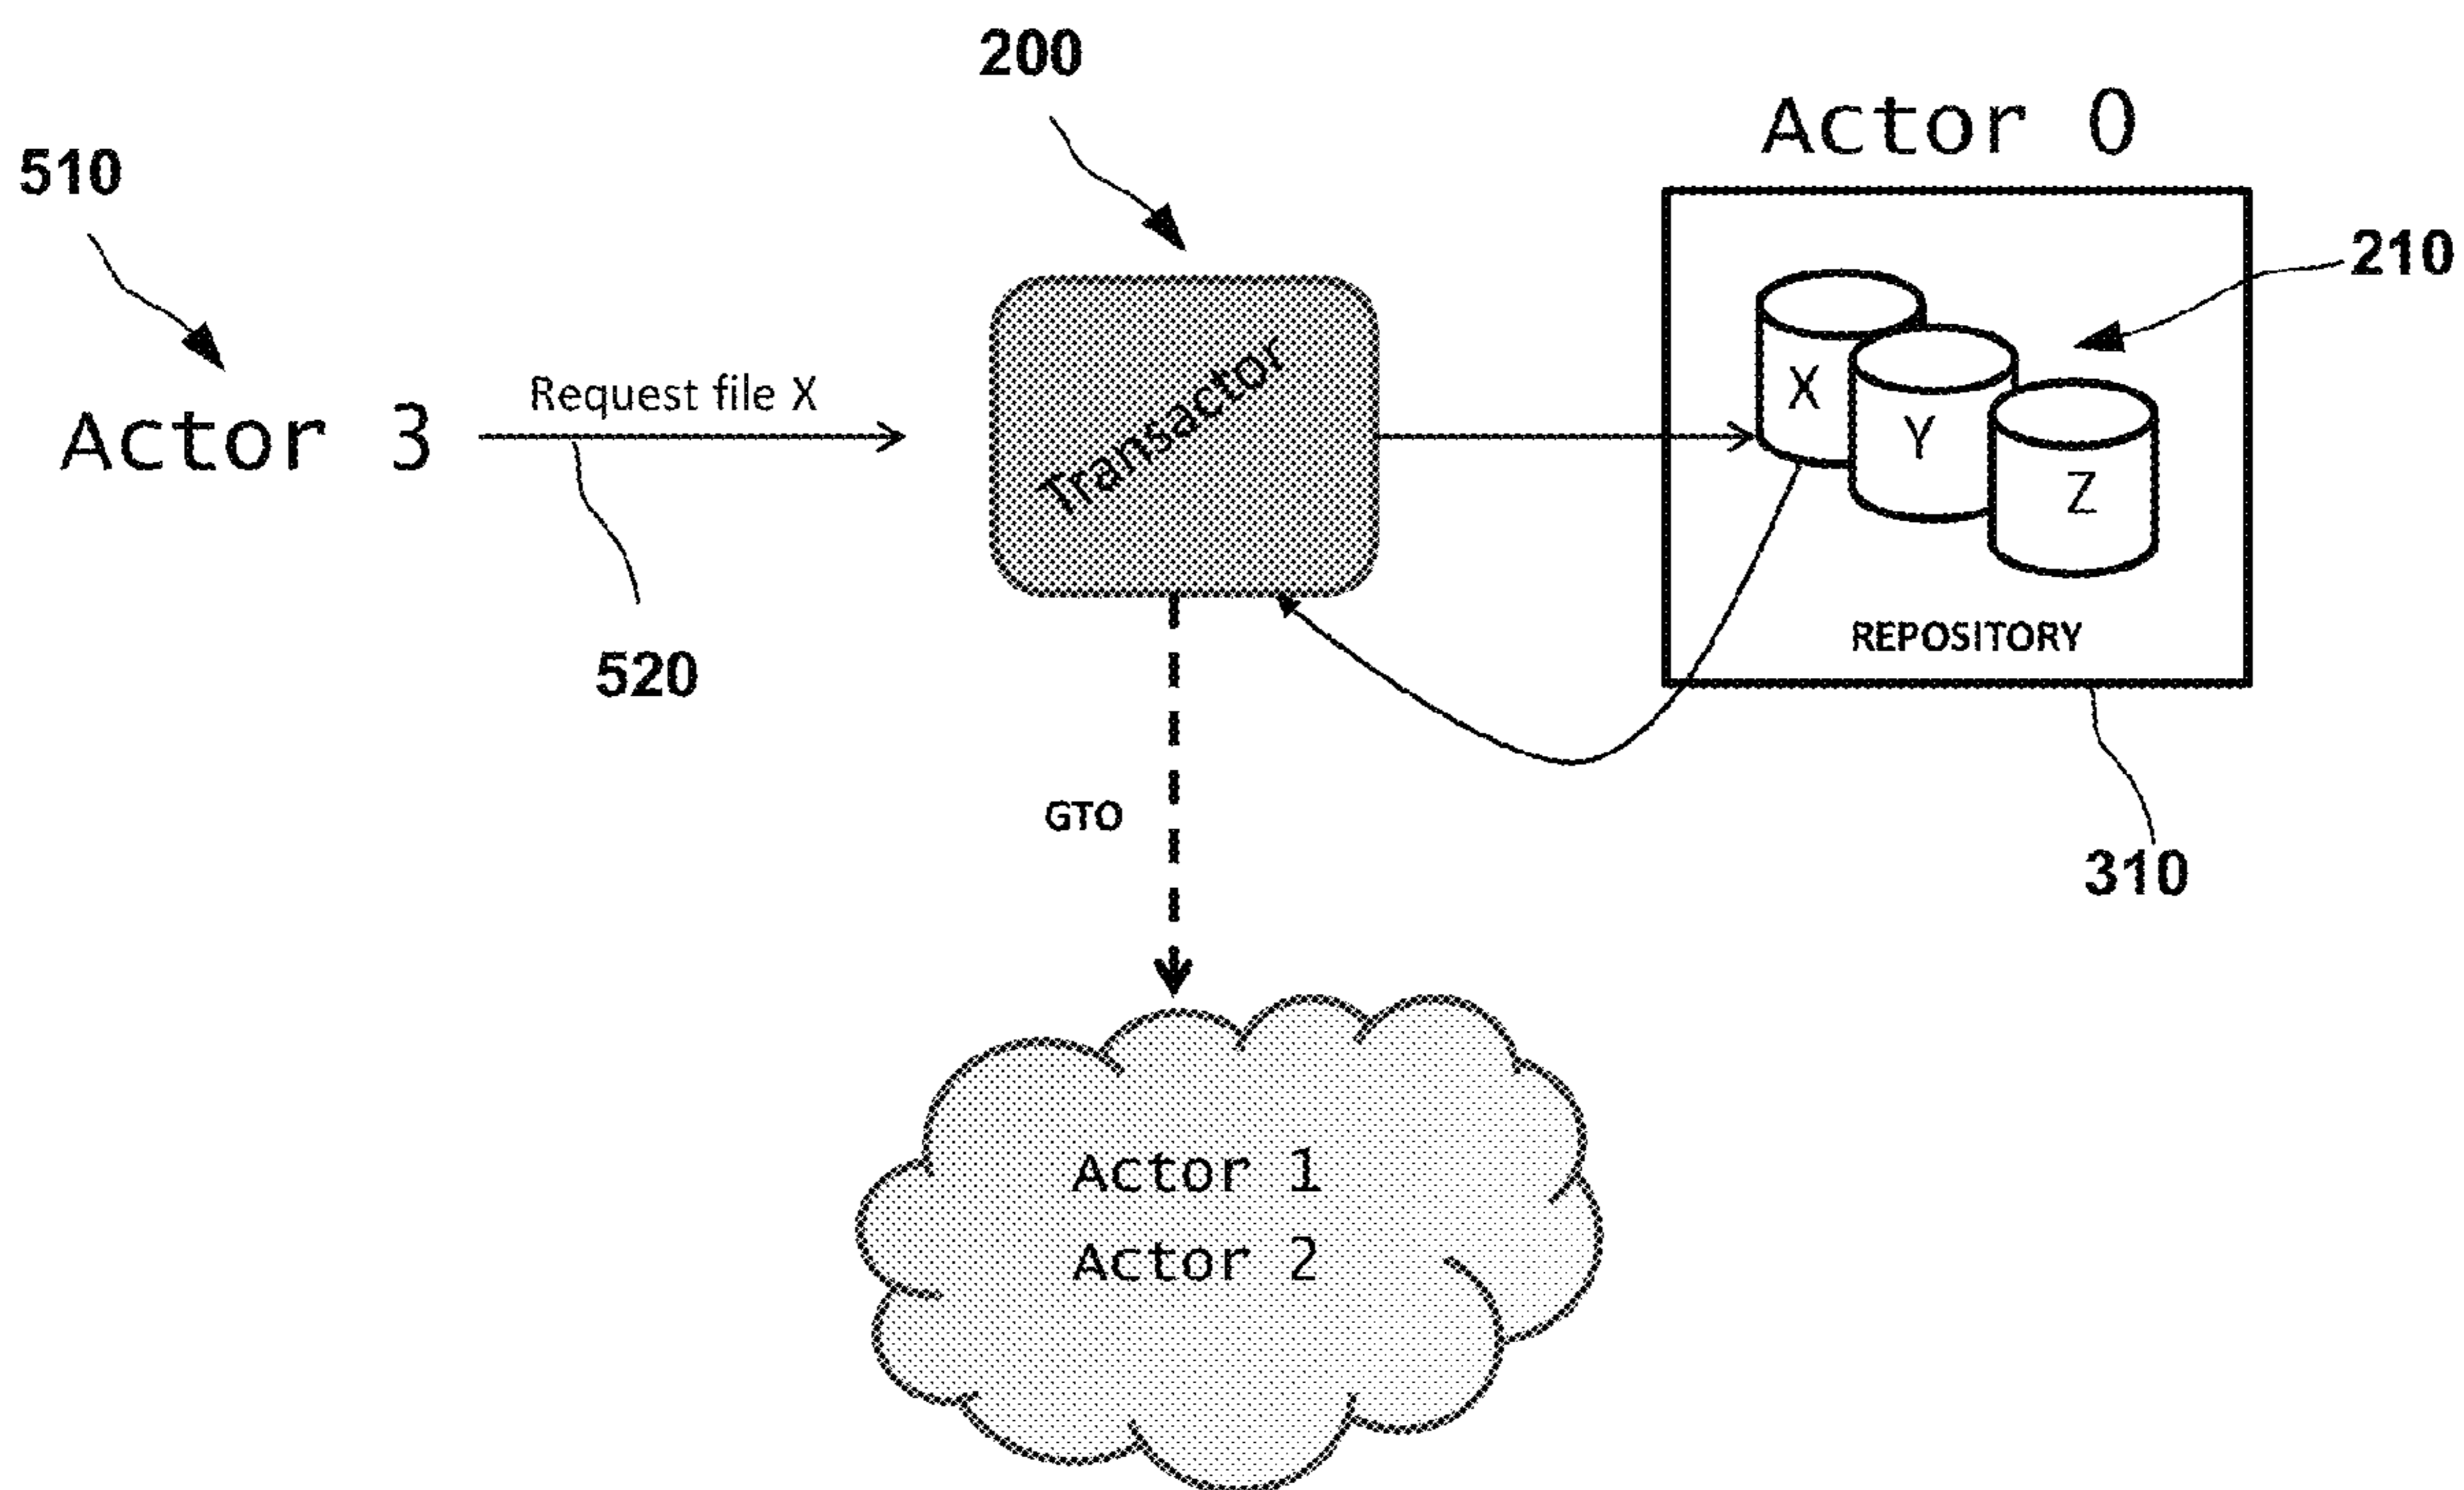 200
Actor 0
510
210
Request file X
Actor 3
Transactor
X
Y
Z
REPOSITORY
520
GTO
310
Actor 1
Actor 2